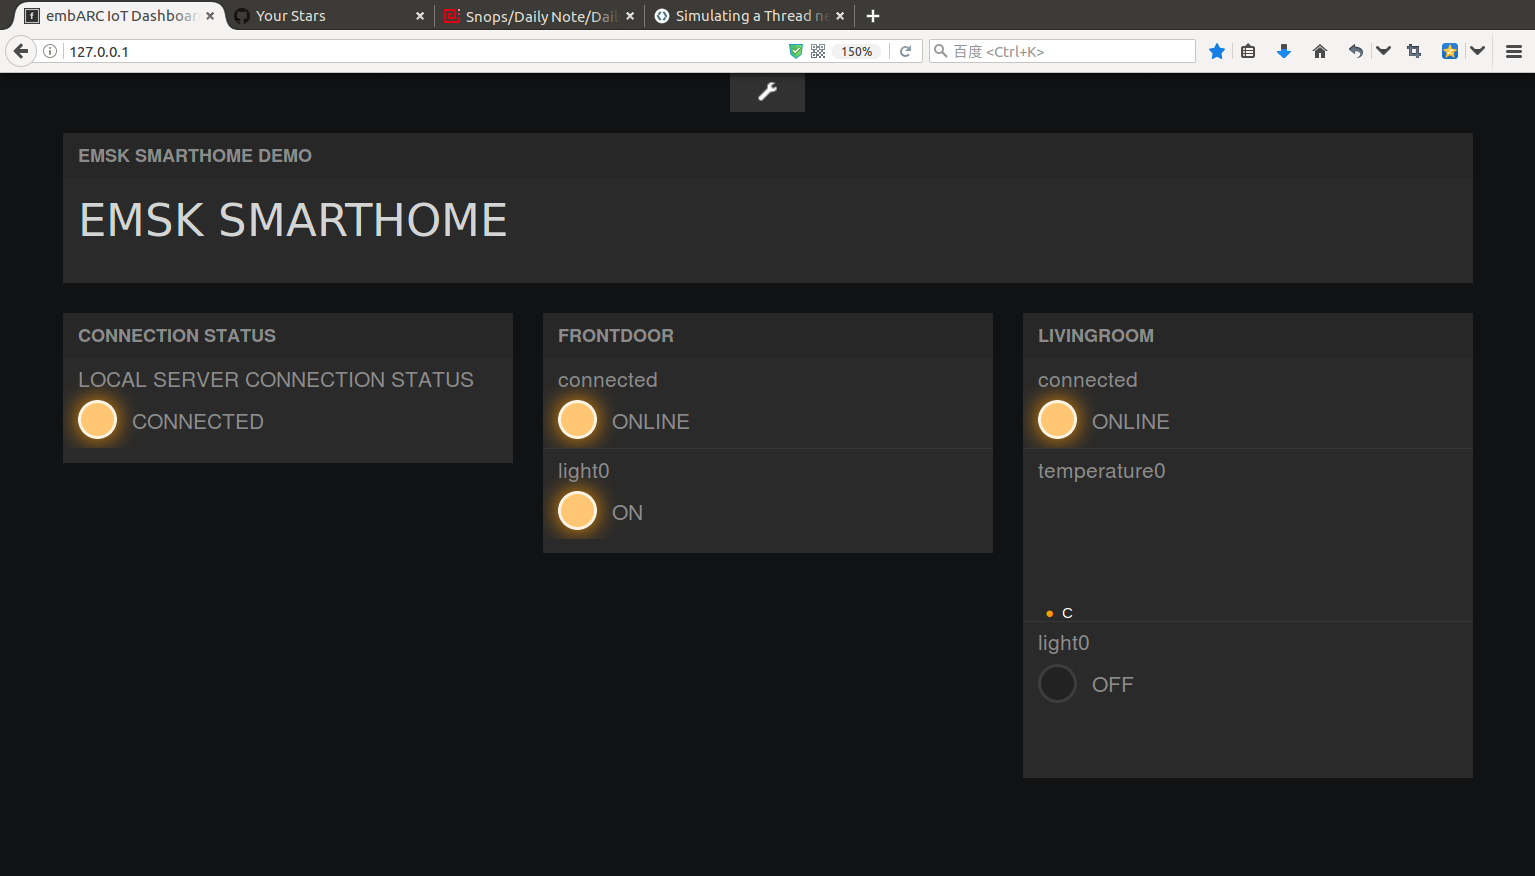 embARC IoT Dashboar
Your Stars
Snops/Daily Note/Dail
Simulating a Thread ne
127.0.0.1
150%
百度 <Ctrl+K>
EMSK SMARTHOME DEMO
EMSK SMARTHOME
CONNECTION STATUS
LOCAL SERVER CONNECTION STATUS
CONNECTED
FRONTDOOR
connected
ONLINE
light0
ON
LIVINGROOM
connected
ONLINE
temperature0
C
light0
OFF